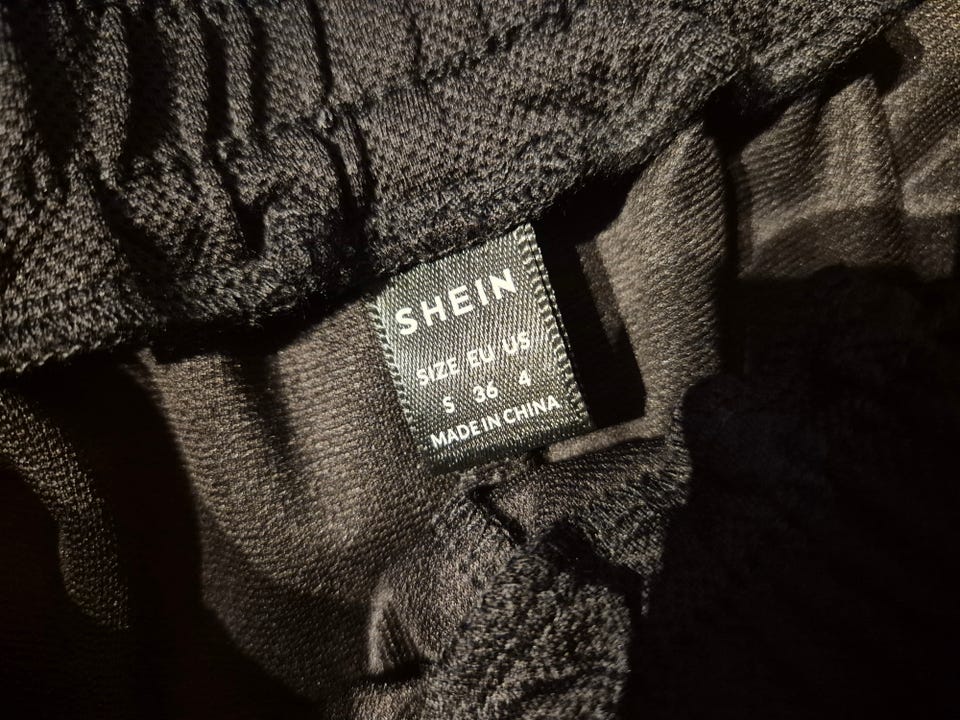 SHEIN
SIZE EU US
S 36 4
MADE IN CHINA